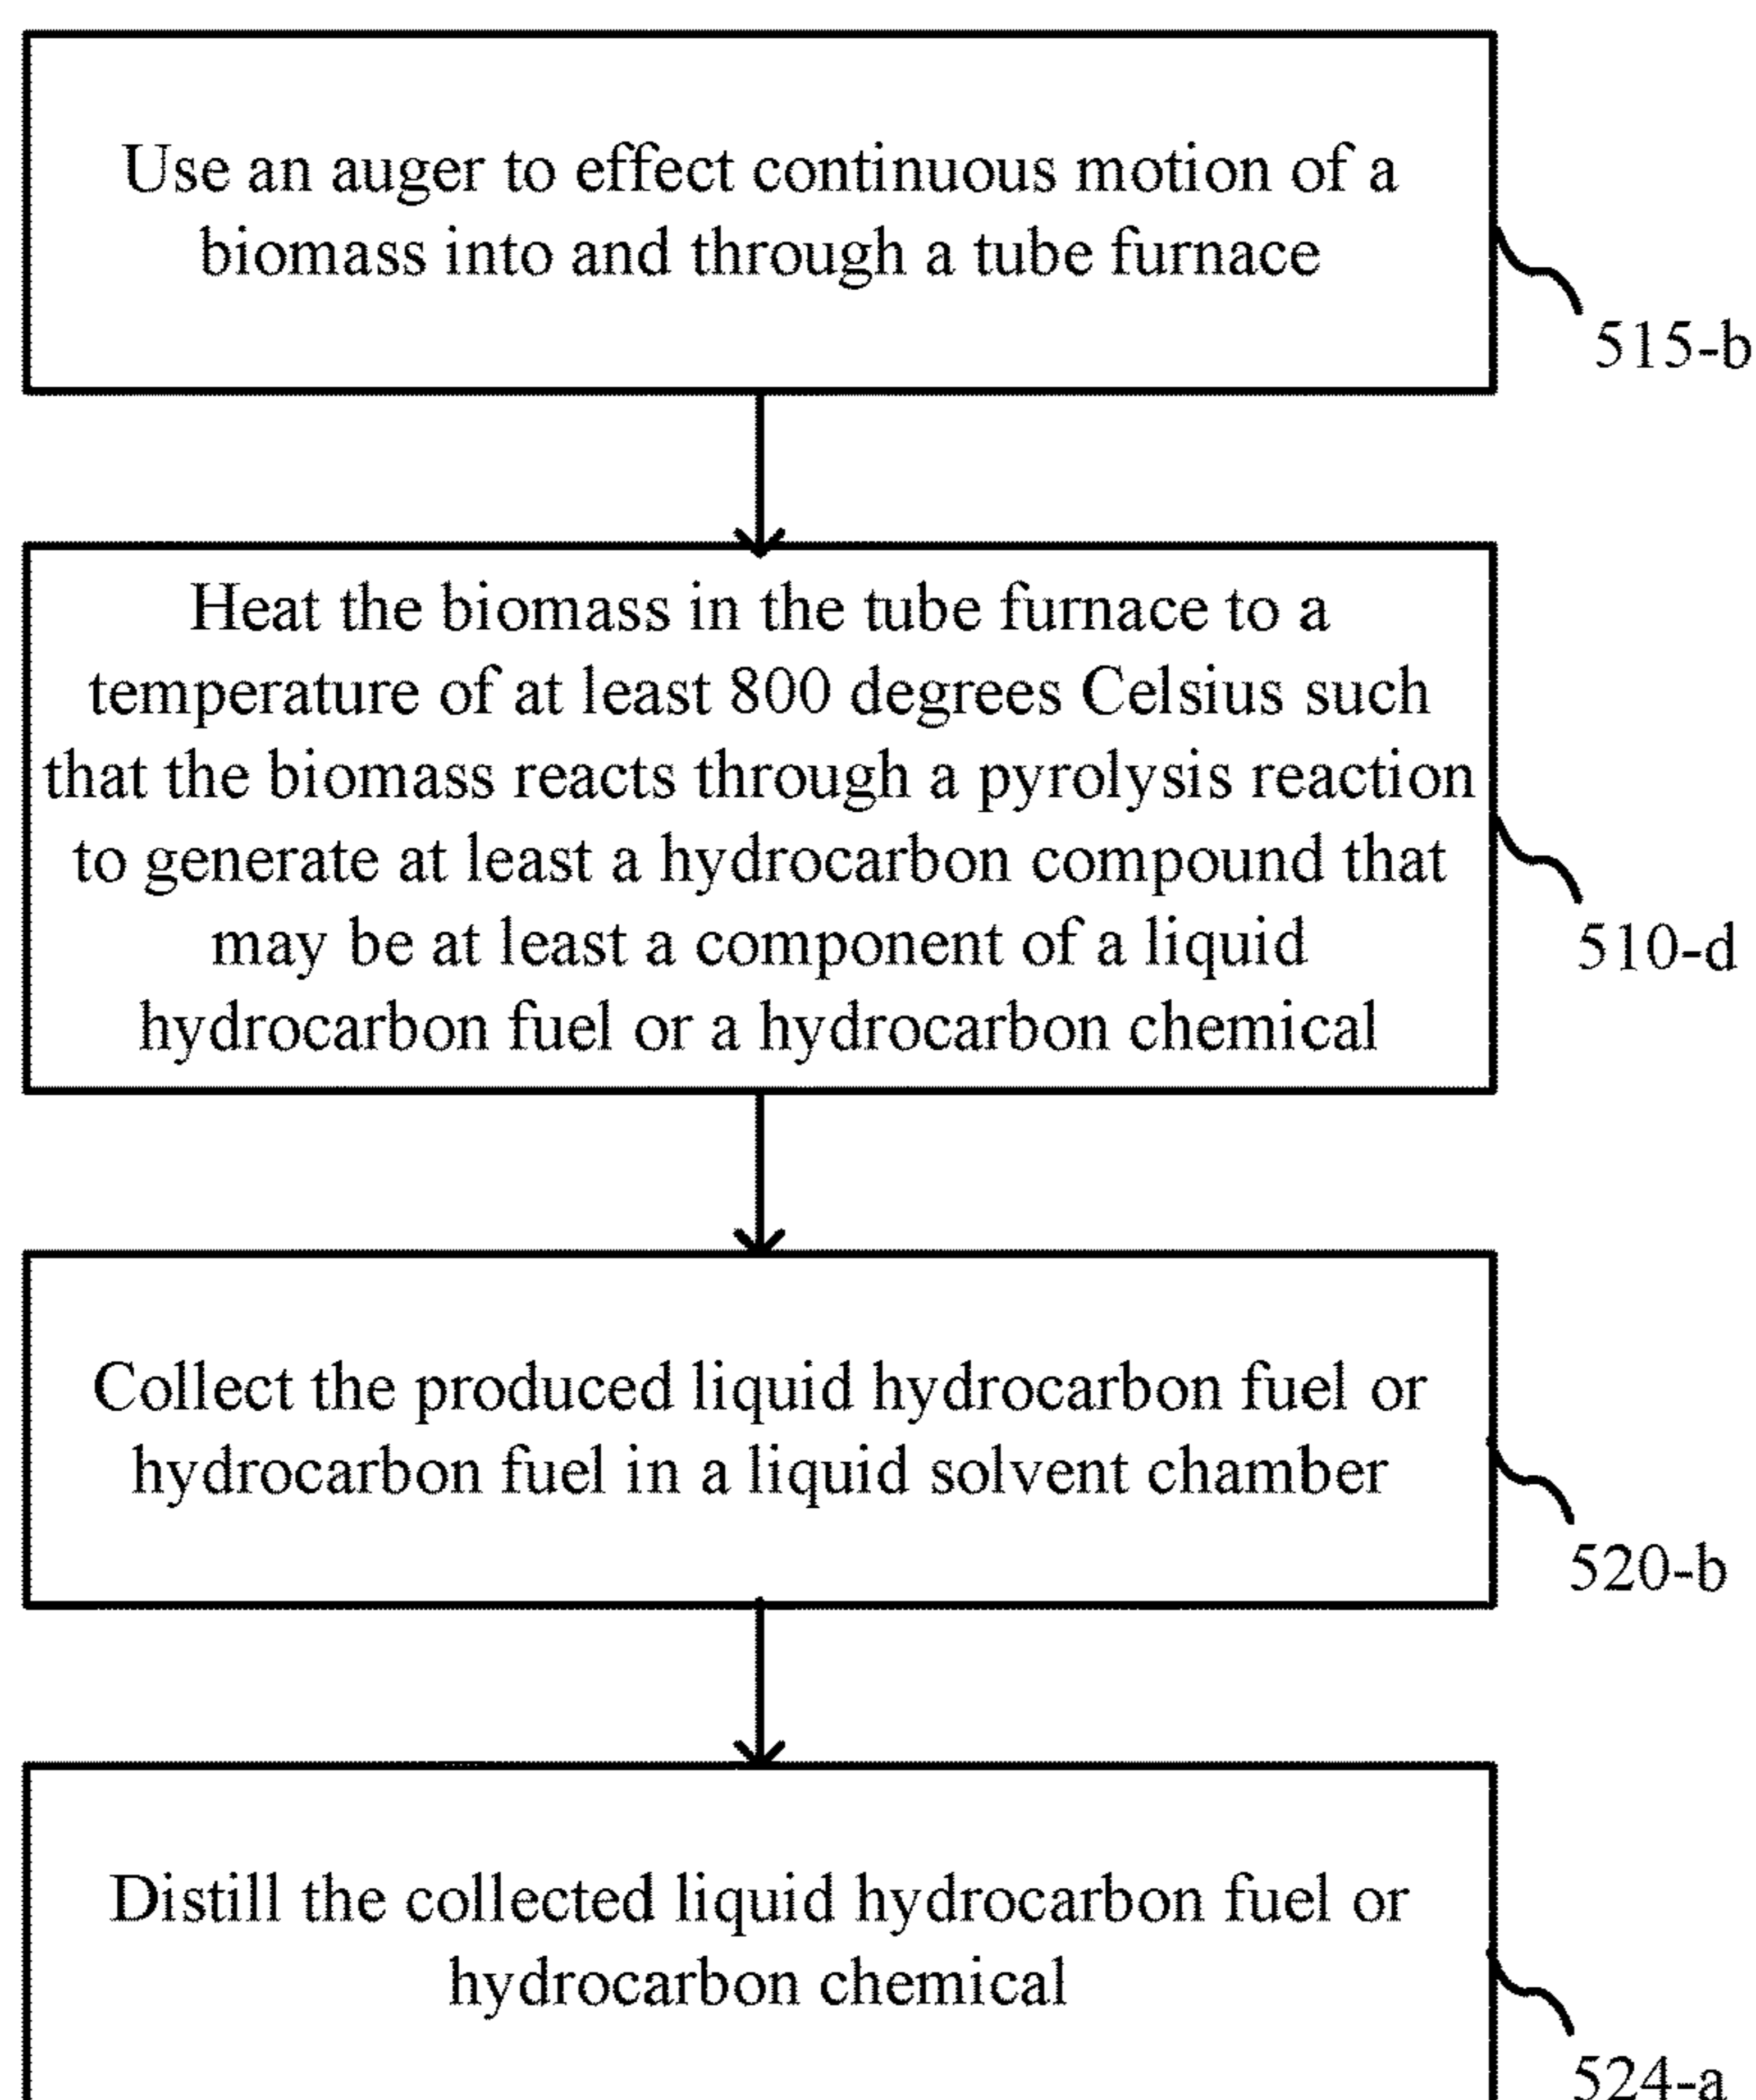 Use an auger to effect continuous motion of a
biomass into and through a tube furnace
515-b
Heat the biomass in the tube furnace to a
temperature of at least 800 degrees Celsius such
that the biomass reacts through a pyrolysis reaction
to generate at least a hydrocarbon compound that
may be at least a component of a liquid
hydrocarbon fuel or a hydrocarbon chemical
510-d
Collect the produced liquid hydrocarbon fuel or
hydrocarbon fuel in a liquid solvent chamber
520-b
Distill the collected liquid hydrocarbon fuel or
hydrocarbon chemical
524-a